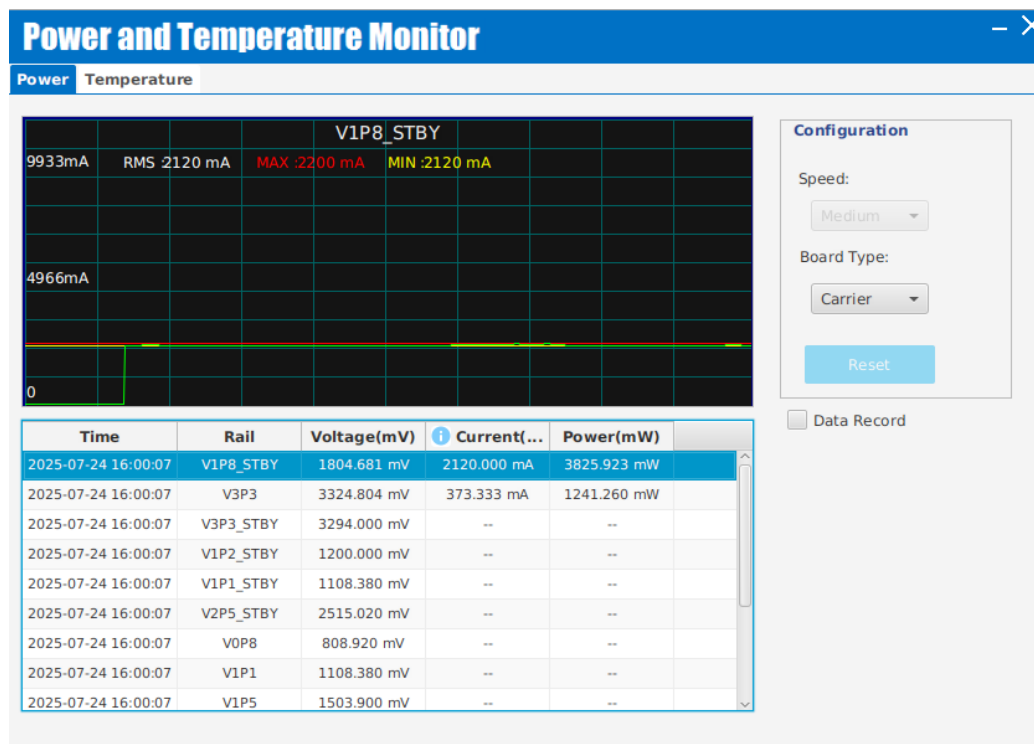 Power and Temperature Monitor
Power Temperature
V1P8_STBY
9933mA RMS :2120 mA MAX :2200 mA MIN :2120 mA
4966mA
0
Configuration
Speed:
Medium
Board Type:
Carrier
Reset
Data Record
Time Rail Voltage(mV) Current(... Power(mW)
2025-07-24 16:00:07 V1P8_STBY 1804.681 mV 2120.000 mA 3825.923 mW
2025-07-24 16:00:07 V3P3 3324.804 mV 373.333 mA 1241.260 mW
2025-07-24 16:00:07 V3P3_STBY 3294.000 mV -- --
2025-07-24 16:00:07 V1P2_STBY 1200.000 mV -- --
2025-07-24 16:00:07 V1P1_STBY 1108.380 mV -- --
2025-07-24 16:00:07 V2P5_STBY 2515.020 mV -- --
2025-07-24 16:00:07 V0P8 808.920 mV -- --
2025-07-24 16:00:07 V1P1 1108.380 mV -- --
2025-07-24 16:00:07 V1P5 1503.900 mV -- --